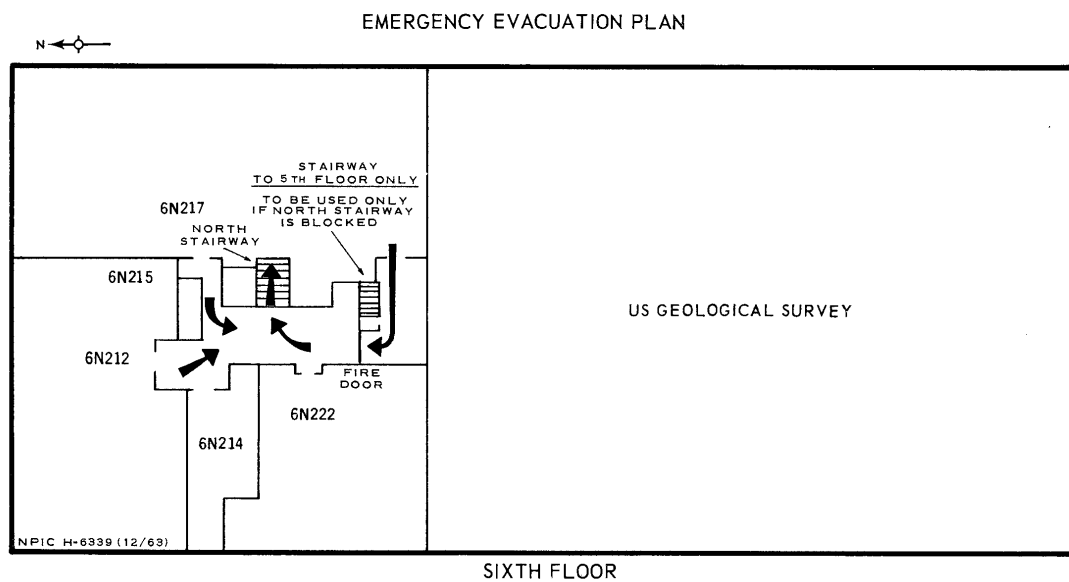 EMERGENCY EVACUATION PLAN
N
STAIRWAY
TO 5TH FLOOR ONLY
TO BE USED ONLY
IF NORTH STAIRWAY
IS BLOCKED
6N217
NORTH
STAIRWAY
6N215
US GEOLOGICAL SURVEY
6N212
FIRE
DOOR
6N222
6N214
NPIC H-6339 (12/63)
SIXTH FLOOR